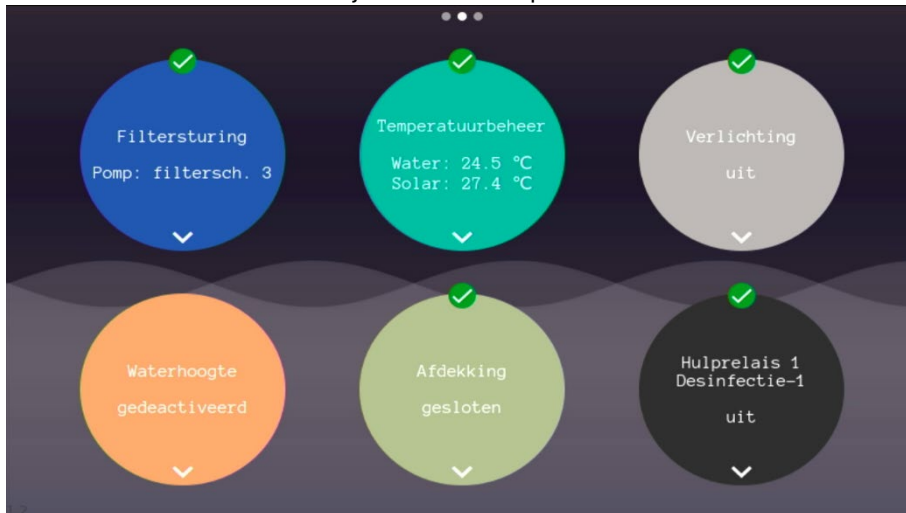 Filtersturing
Pomp: filtersch. 3
Temperatuurbeheer
Water: 24.5 °C
Solar: 27.4 °C
Verlichting
uit
Waterhoogte
gedeactiveerd
Afdekking
gesloten
Hulprelais 1
Desinfectie-1
uit